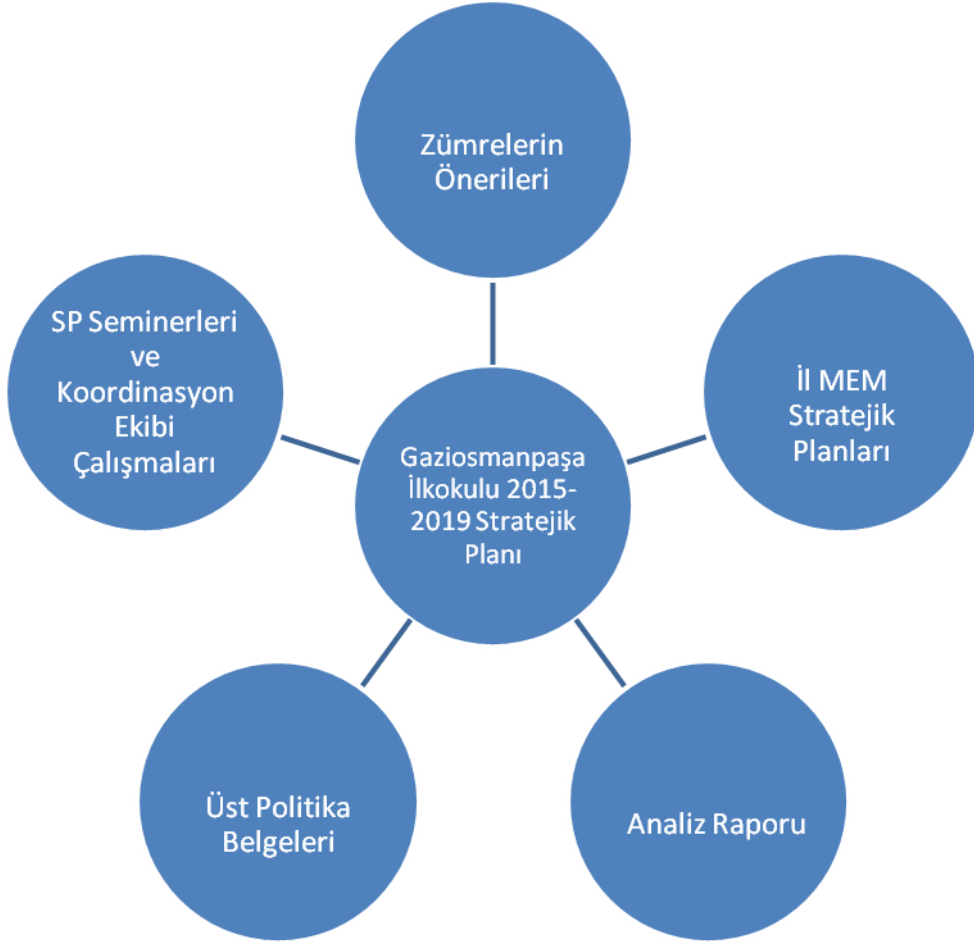 Zümrelerin
Önerileri
SP Seminerleri
ve
Koordinasyon
Ekibi
Çalışmaları
İl MEM
Stratejik
Planları
Gaziosmanpaşa
İlkokulu 2015-
2019 Stratejik
Planı
Üst Politika
Belgeleri
Analiz Raporu